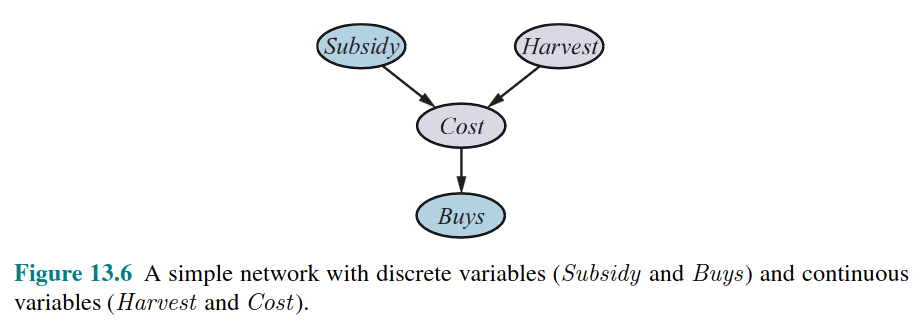 Subsidy
Harvest
Cost
Buys
Figure 13.6 A simple network with discrete variables (Subsidy and Buys) and continuous
variables (Harvest and Cost).